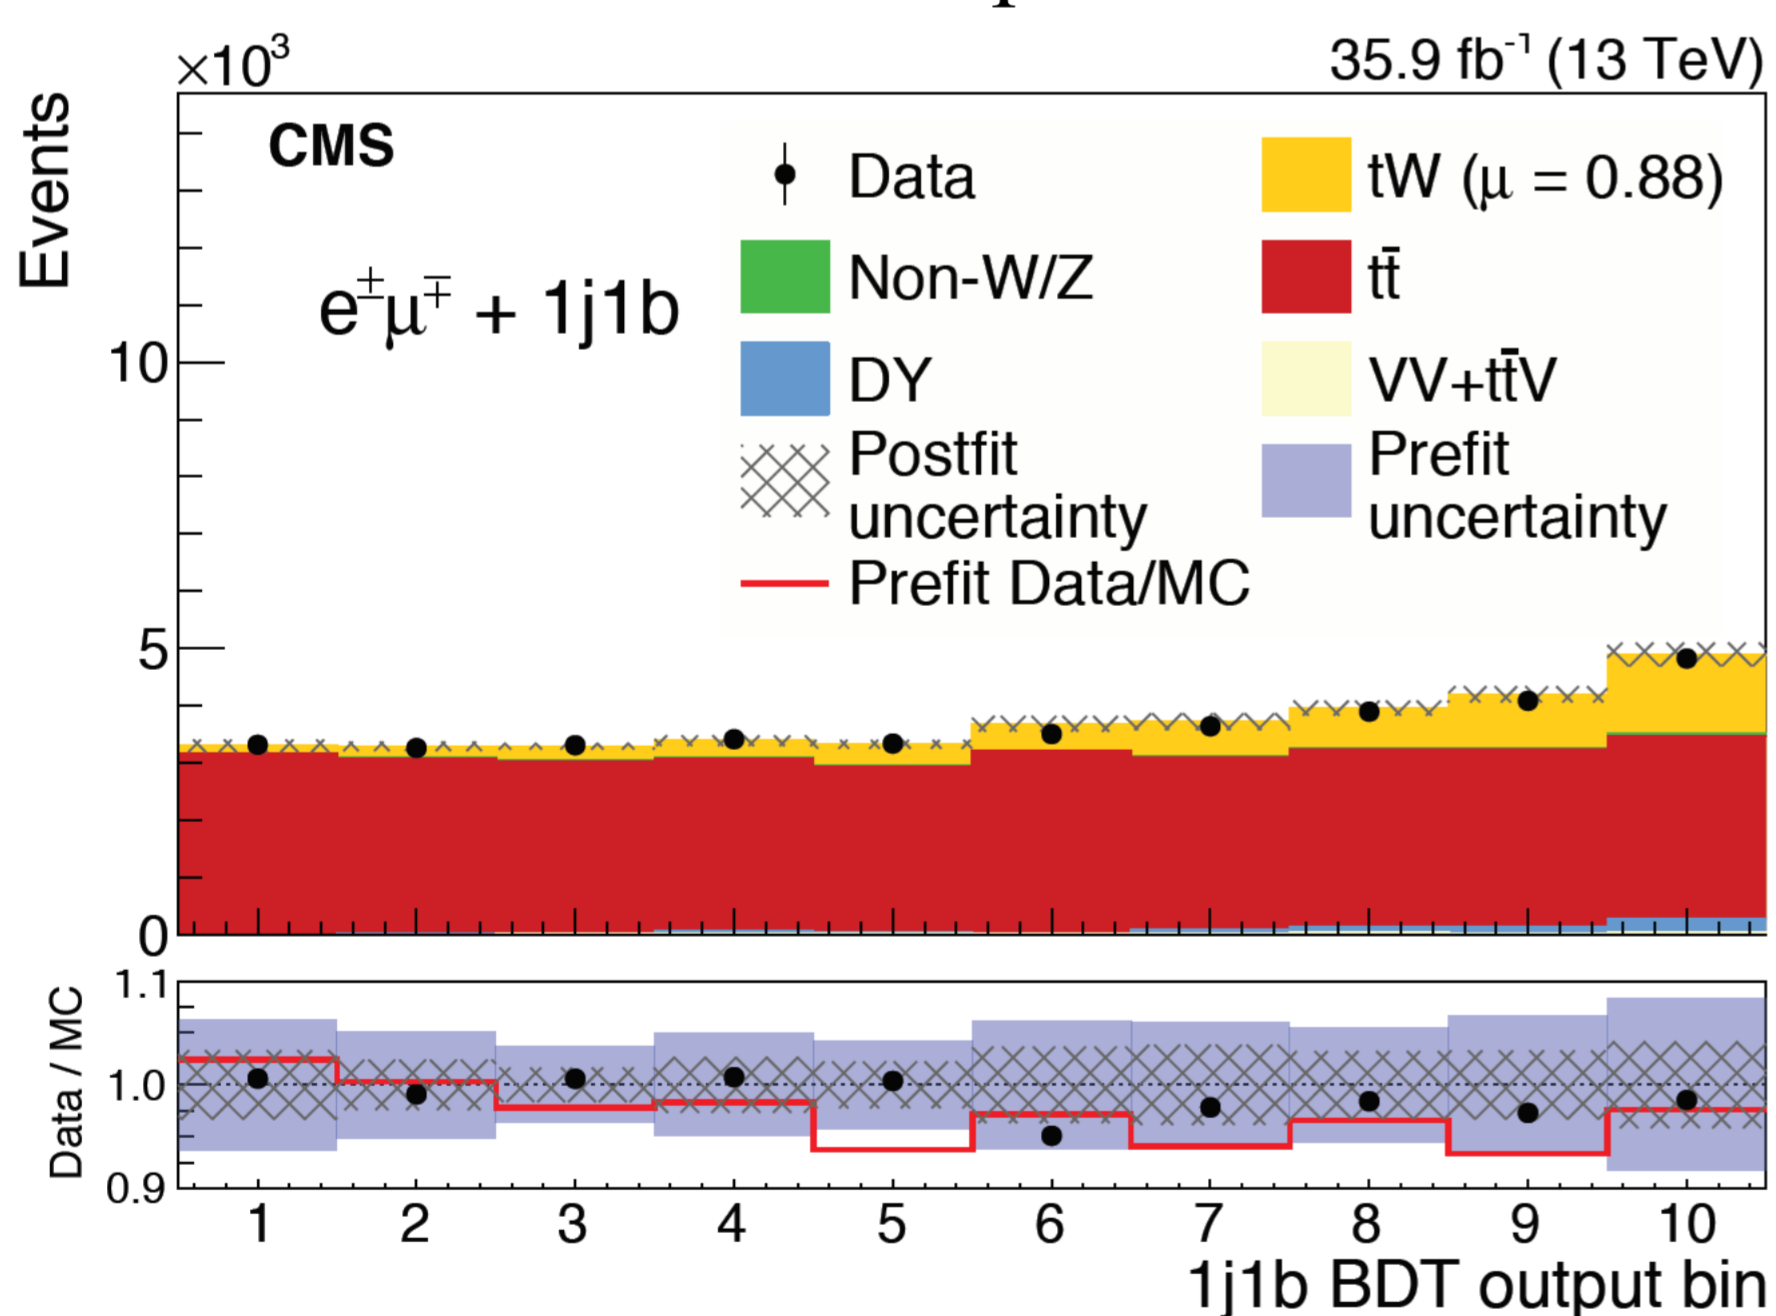 ×10³
35.9 fb⁻¹ (13 TeV)
Events
CMS
e±μ∓ + 1j1b
Data
tW (μ = 0.88)
Non-W/Z
tt̄
DY
VV+tt̄V
Postfit
uncertainty
Prefit
uncertainty
Prefit Data/MC
10
5
0
Data / MC
1.1
1.0
0.9
1 2 3 4 5 6 7 8 9 10
1j1b BDT output bin